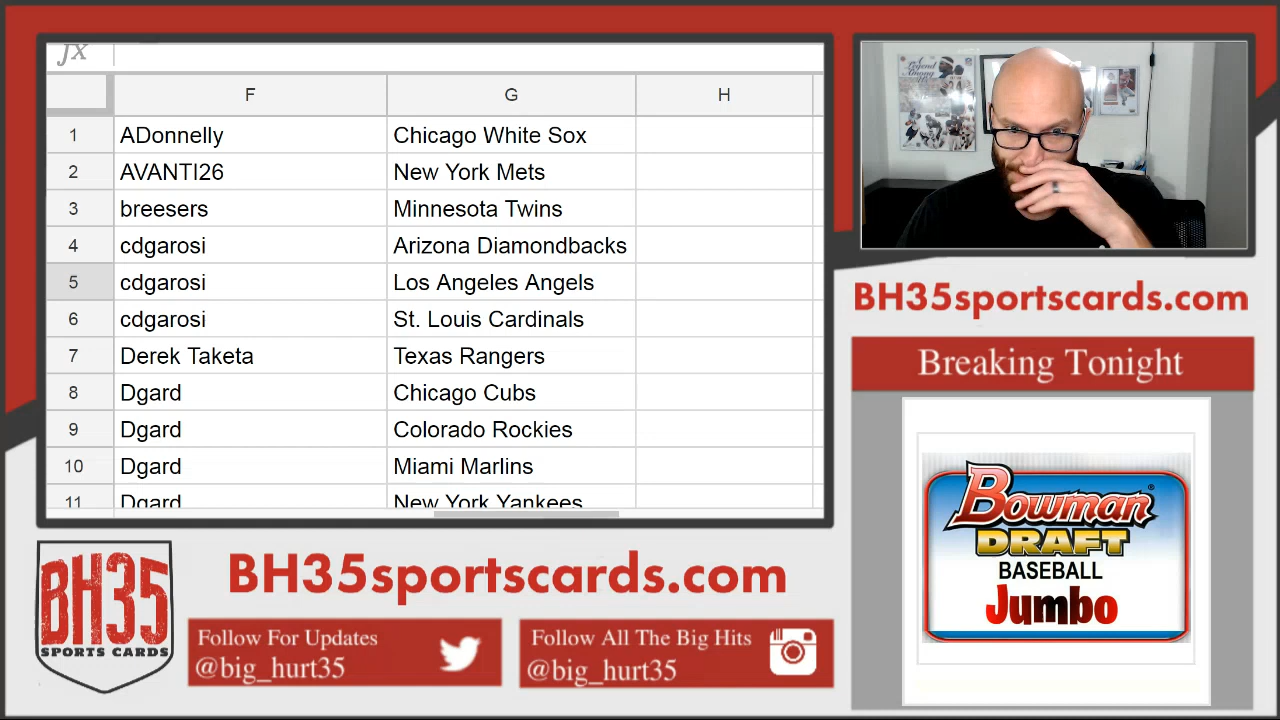 fx
F G H
1 ADonnelly Chicago White Sox
2 AVANTI26 New York Mets
3 breesers Minnesota Twins
4 cdgarosi Arizona Diamondbacks
5 cdgarosi Los Angeles Angels
6 cdgarosi St. Louis Cardinals
7 Derek Taketa Texas Rangers
8 Dgard Chicago Cubs
9 Dgard Colorado Rockies
10 Dgard Miami Marlins
11 Dgard New York Yankees
BH35sportscards.com
Breaking Tonight
Bowman®
DRAFT
BASEBALL
Jumbo
BH35
SPORTS CARDS
BH35sportscards.com
Follow For Updates
@big_hurt35
Follow All The Big Hits
@big_hurt35